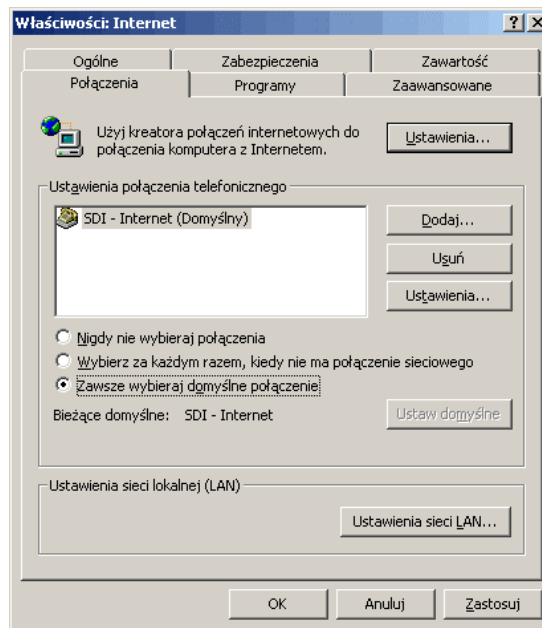 Właściwości: Internet
Ogólne Zabezpieczenia Zawartość
Połączenia Programy Zaawansowane
Użyj kreatora połączeń internetowych do
połączenia komputera z Internetem.
Ustawienia...
Ustawienia połączenia telefonicznego
SDI - Internet (Domyślny)
Dodaj...
Usuń
Ustawienia...
Nigdy nie wybieraj połączenia
Wybierz za każdym razem, kiedy nie ma połączenie sieciowego
Zawsze wybieraj domyślne połączenie
Bieżące domyślne: SDI - Internet
Ustaw domyślne
Ustawienia sieci lokalnej (LAN)
Ustawienia sieci LAN...
OK Anuluj Zastosuj